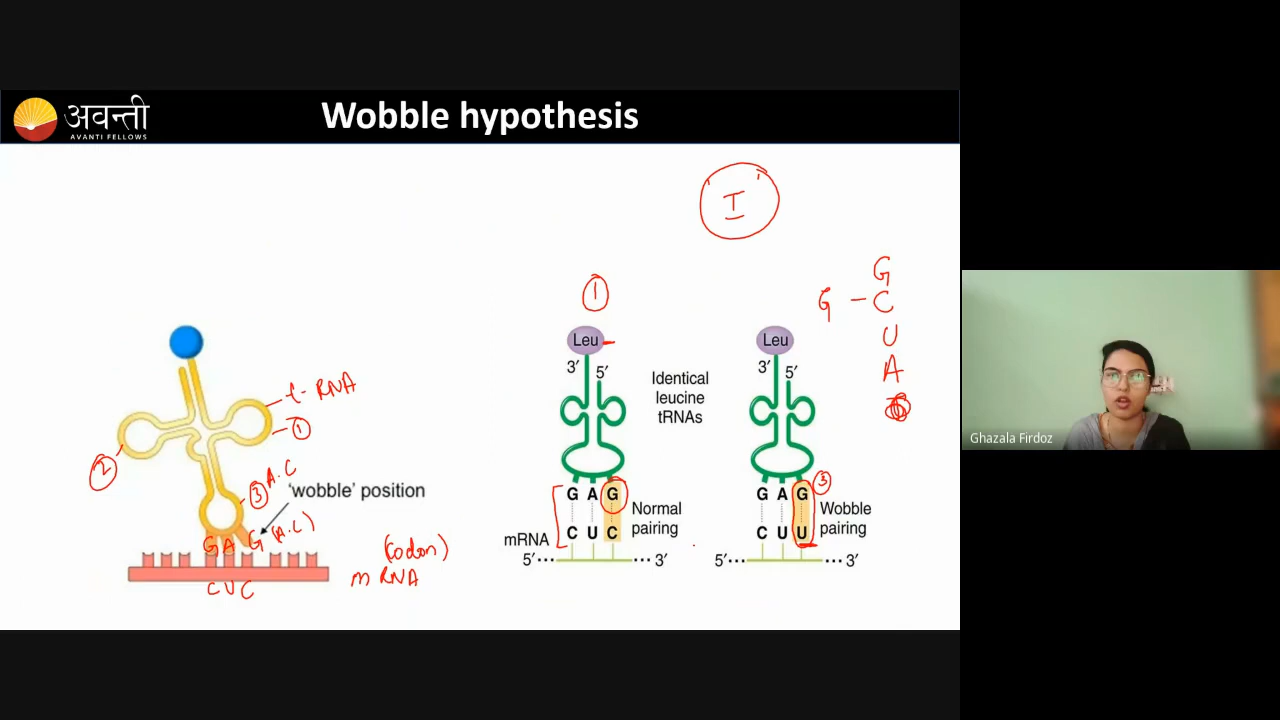 अवन्ती
AVANTI FELLOWS
Wobble hypothesis
I
G
G – C
U
A
1
Leu
3' 5'
Identical
leucine
tRNAs
Leu
3' 5'
t-RNA
1
2
3 A.C
'wobble' position
G A G (A.C)
C U C
(codon)
m RNA
G A G
Normal
pairing
mRNA
C U C
5'... ...3'
3
G A G
Wobble
pairing
C U U
5'... ...3'
Ghazala Firdoz